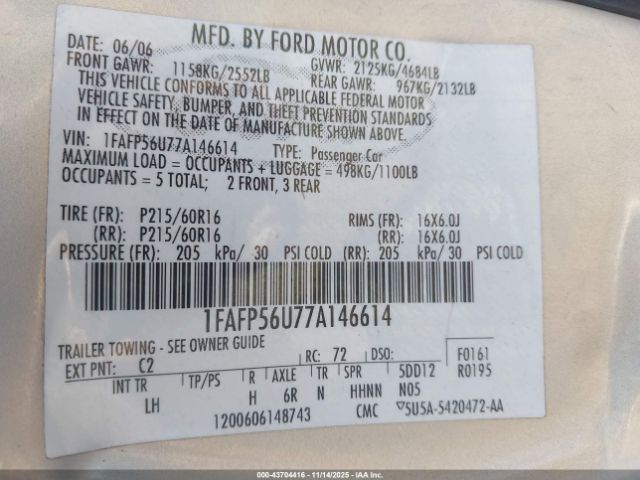 MFD. BY FORD MOTOR CO.
DATE: 06/06 GVWR: 2125KG/4684LB
FRONT GAWR: 1158KG/2552LB REAR GAWR: 967KG/2132LB
THIS VEHICLE CONFORMS TO ALL APPLICABLE FEDERAL MOTOR
VEHICLE SAFETY, BUMPER, AND THEFT PREVENTION STANDARDS
IN EFFECT ON THE DATE OF MANUFACTURE SHOWN ABOVE.
VIN: 1FAFP56U77A146614 TYPE: Passenger Car
MAXIMUM LOAD = OCCUPANTS + LUGGAGE = 498KG/1100LB
OCCUPANTS = 5 TOTAL; 2 FRONT, 3 REAR
TIRE (FR): P215/60R16 RIMS (FR): 16X6.0J
(RR): P215/60R16 (RR): 16X6.0J
PRESSURE (FR): 205 kPa/ 30 PSI COLD (RR): 205 kPa/ 30 PSI COLD
1FAFP56U77A146614
TRAILER TOWING - SEE OWNER GUIDE
EXT PNT: C2 RC: 72 DSO: F0161
INT TR TP/PS R AXLE TR SPR 5DD12 R0195
LH H 6R N HHNN N05
1200606148743 CMC ▽5U5A-5420472-AA
STOCK #: 000-43704416 | 11/14/2025 | IAAI.COM